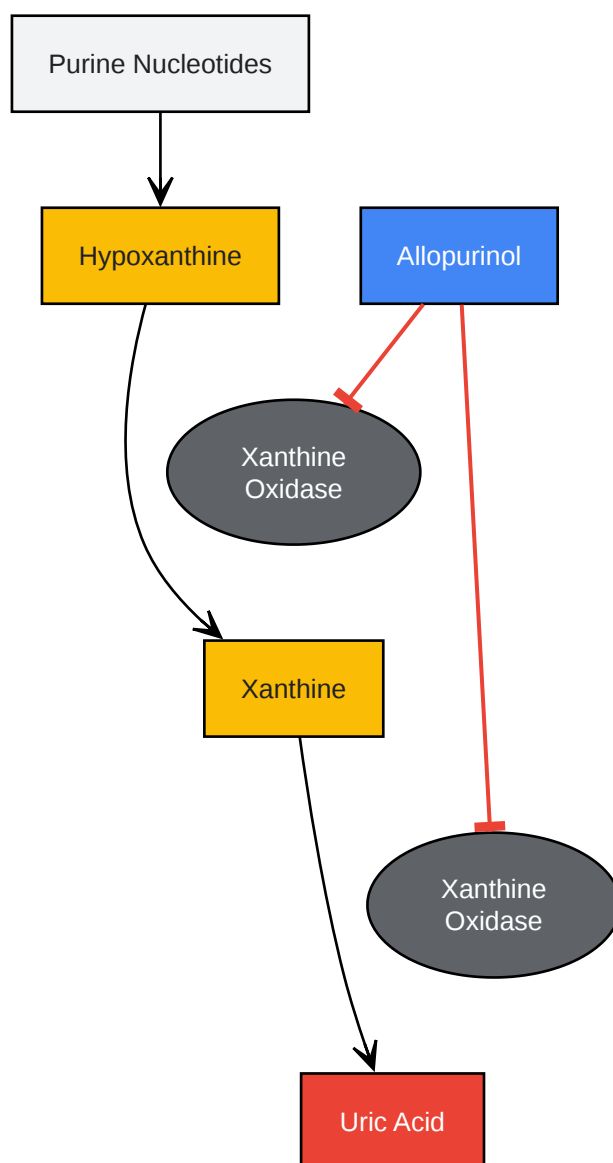 Purine Nucleotides
Hypoxanthine
Allopurinol
Xanthine
Oxidase
Xanthine
Xanthine
Oxidase
Uric Acid